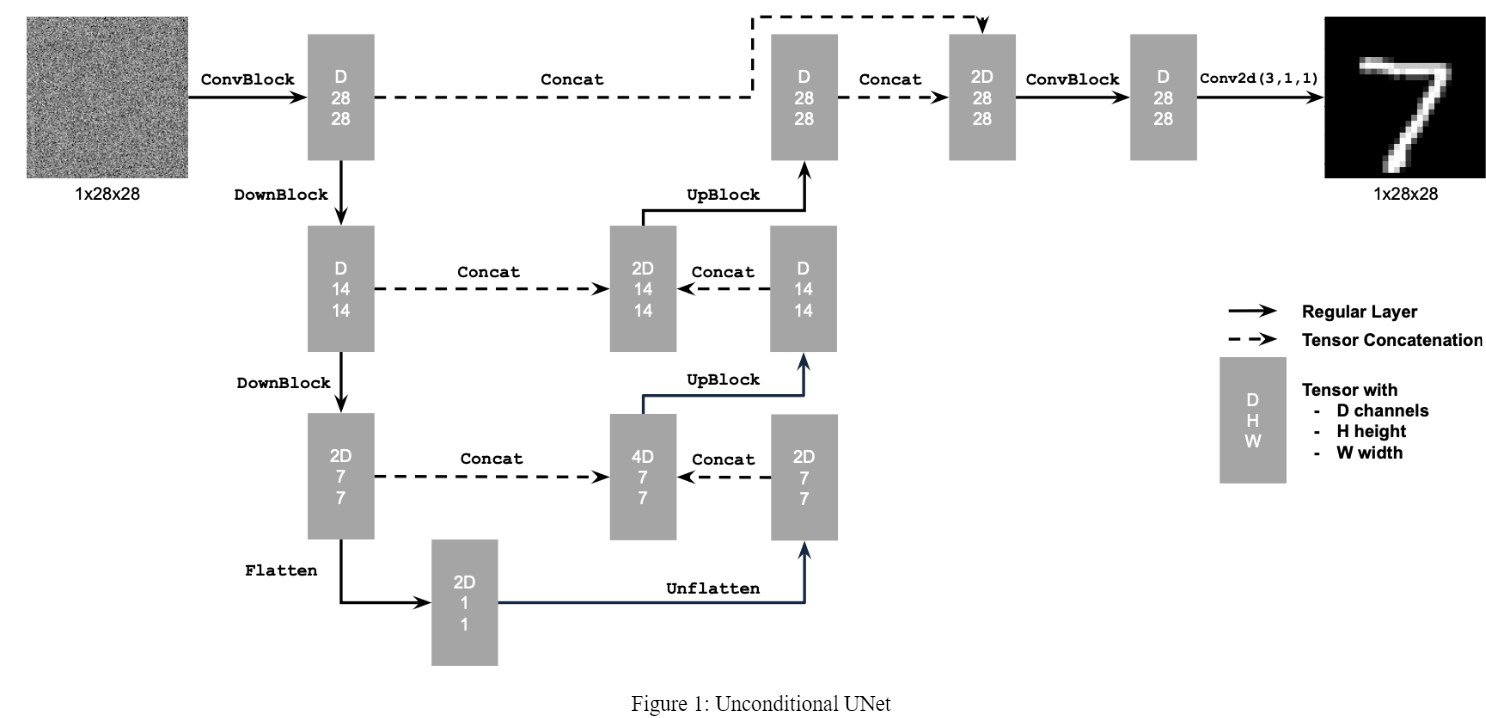 ConvBlock
D
28
28
Concat
D
28
28
Concat
2D
28
28
ConvBlock
D
28
28
Conv2d(3,1,1)
1x28x28
1x28x28
DownBlock
UpBlock
D
14
14
Concat
2D
14
14
Concat
D
14
14
DownBlock
UpBlock
2D
7
7
Concat
4D
7
7
Concat
2D
7
7
Flatten
2D
1
1
Unflatten
Regular Layer
Tensor Concatenation
D
H
W
Tensor with
- D channels
- H height
- W width
Figure 1: Unconditional UNet